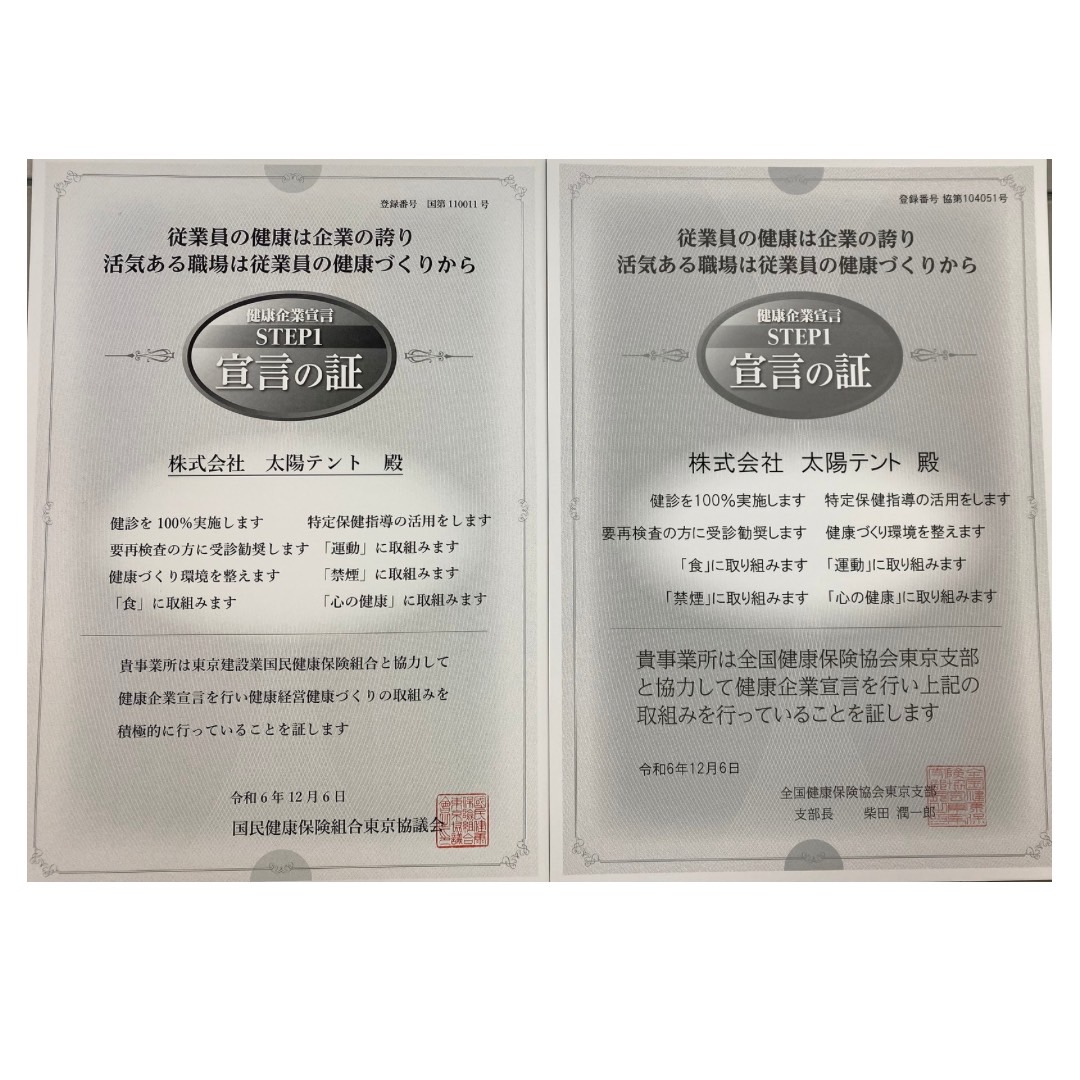 登録番号　国第110011号
従業員の健康は企業の誇り
活気ある職場は従業員の健康づくりから
健康企業宣言
STEP1
宣言の証
株式会社　太陽テント　殿
健診を100%実施します　特定保健指導の活用をします
要再検査の方に受診勧奨します　「運動」に取組みます
健康づくり環境を整えます　「禁煙」に取組みます
「食」に取組みます　「心の健康」に取組みます
貴事業所は東京建設業国民健康保険組合と協力して
健康企業宣言を行い健康経営健康づくりの取組みを
積極的に行っていることを証します
令和6年12月6日
国民健康保険組合東京協議会
登録番号 協第104051号
従業員の健康は企業の誇り
活気ある職場は従業員の健康づくりから
健康企業宣言
STEP1
宣言の証
株式会社　太陽テント　殿
健診を100%実施します　特定保健指導の活用をします
要再検査の方に受診勧奨します　健康づくり環境を整えます
「食」に取り組みます　「運動」に取り組みます
「禁煙」に取り組みます　「心の健康」に取り組みます
貴事業所は全国健康保険協会東京支部
と協力して健康企業宣言を行い上記の
取組みを行っていることを証します
令和6年12月6日
全国健康保険協会東京支部
支部長　柴田 潤一郎